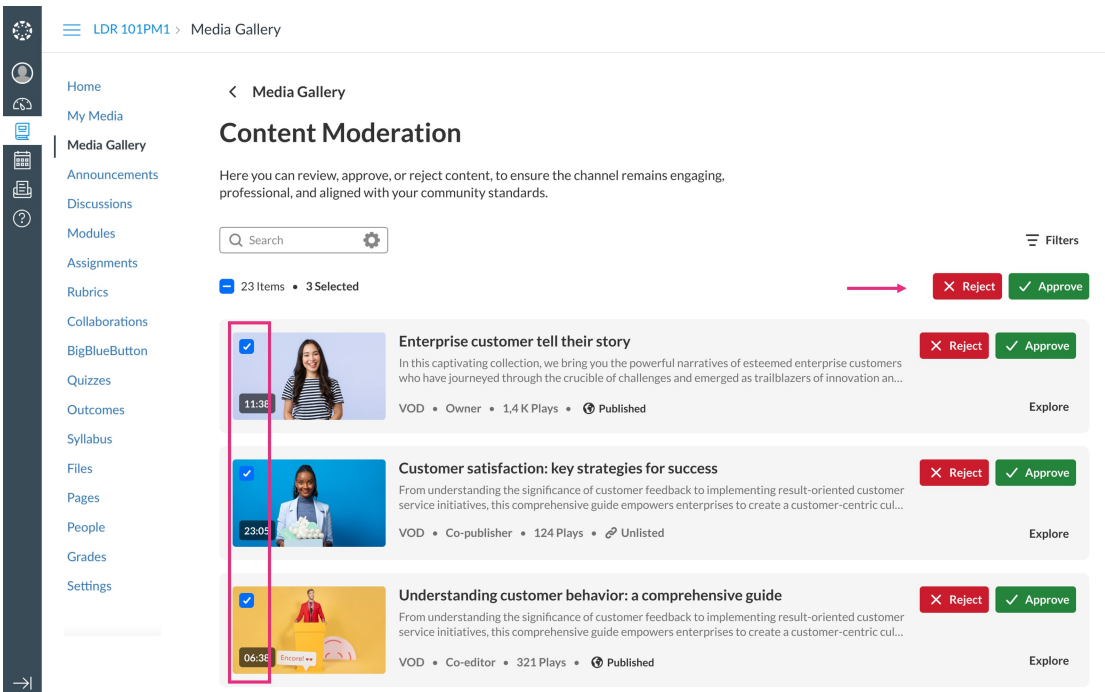 LDR 101PM1 > Media Gallery
Home
My Media
Media Gallery
Announcements
Discussions
Modules
Assignments
Rubrics
Collaborations
BigBlueButton
Quizzes
Outcomes
Syllabus
Files
Pages
People
Grades
Settings
Media Gallery
Content Moderation
Here you can review, approve, or reject content, to ensure the channel remains engaging,
professional, and aligned with your community standards.
Search
Filters
23 Items • 3 Selected
Reject Approve
Enterprise customer tell their story
In this captivating collection, we bring you the powerful narratives of esteemed enterprise customers
who have journeyed through the crucible of challenges and emerged as trailblazers of innovation an...
VOD • Owner • 1,4 K Plays • Published
11:38
Reject Approve
Explore
Customer satisfaction: key strategies for success
From understanding the significance of customer feedback to implementing result-oriented customer
service initiatives, this comprehensive guide empowers enterprises to create a customer-centric cul...
VOD • Co-publisher • 124 Plays • Unlisted
23:05
Reject Approve
Explore
Understanding customer behavior: a comprehensive guide
From understanding the significance of customer feedback to implementing result-oriented customer
service initiatives, this comprehensive guide empowers enterprises to create a customer-centric cul...
VOD • Co-editor • 321 Plays • Published
06:38
Encore!
Reject Approve
Explore